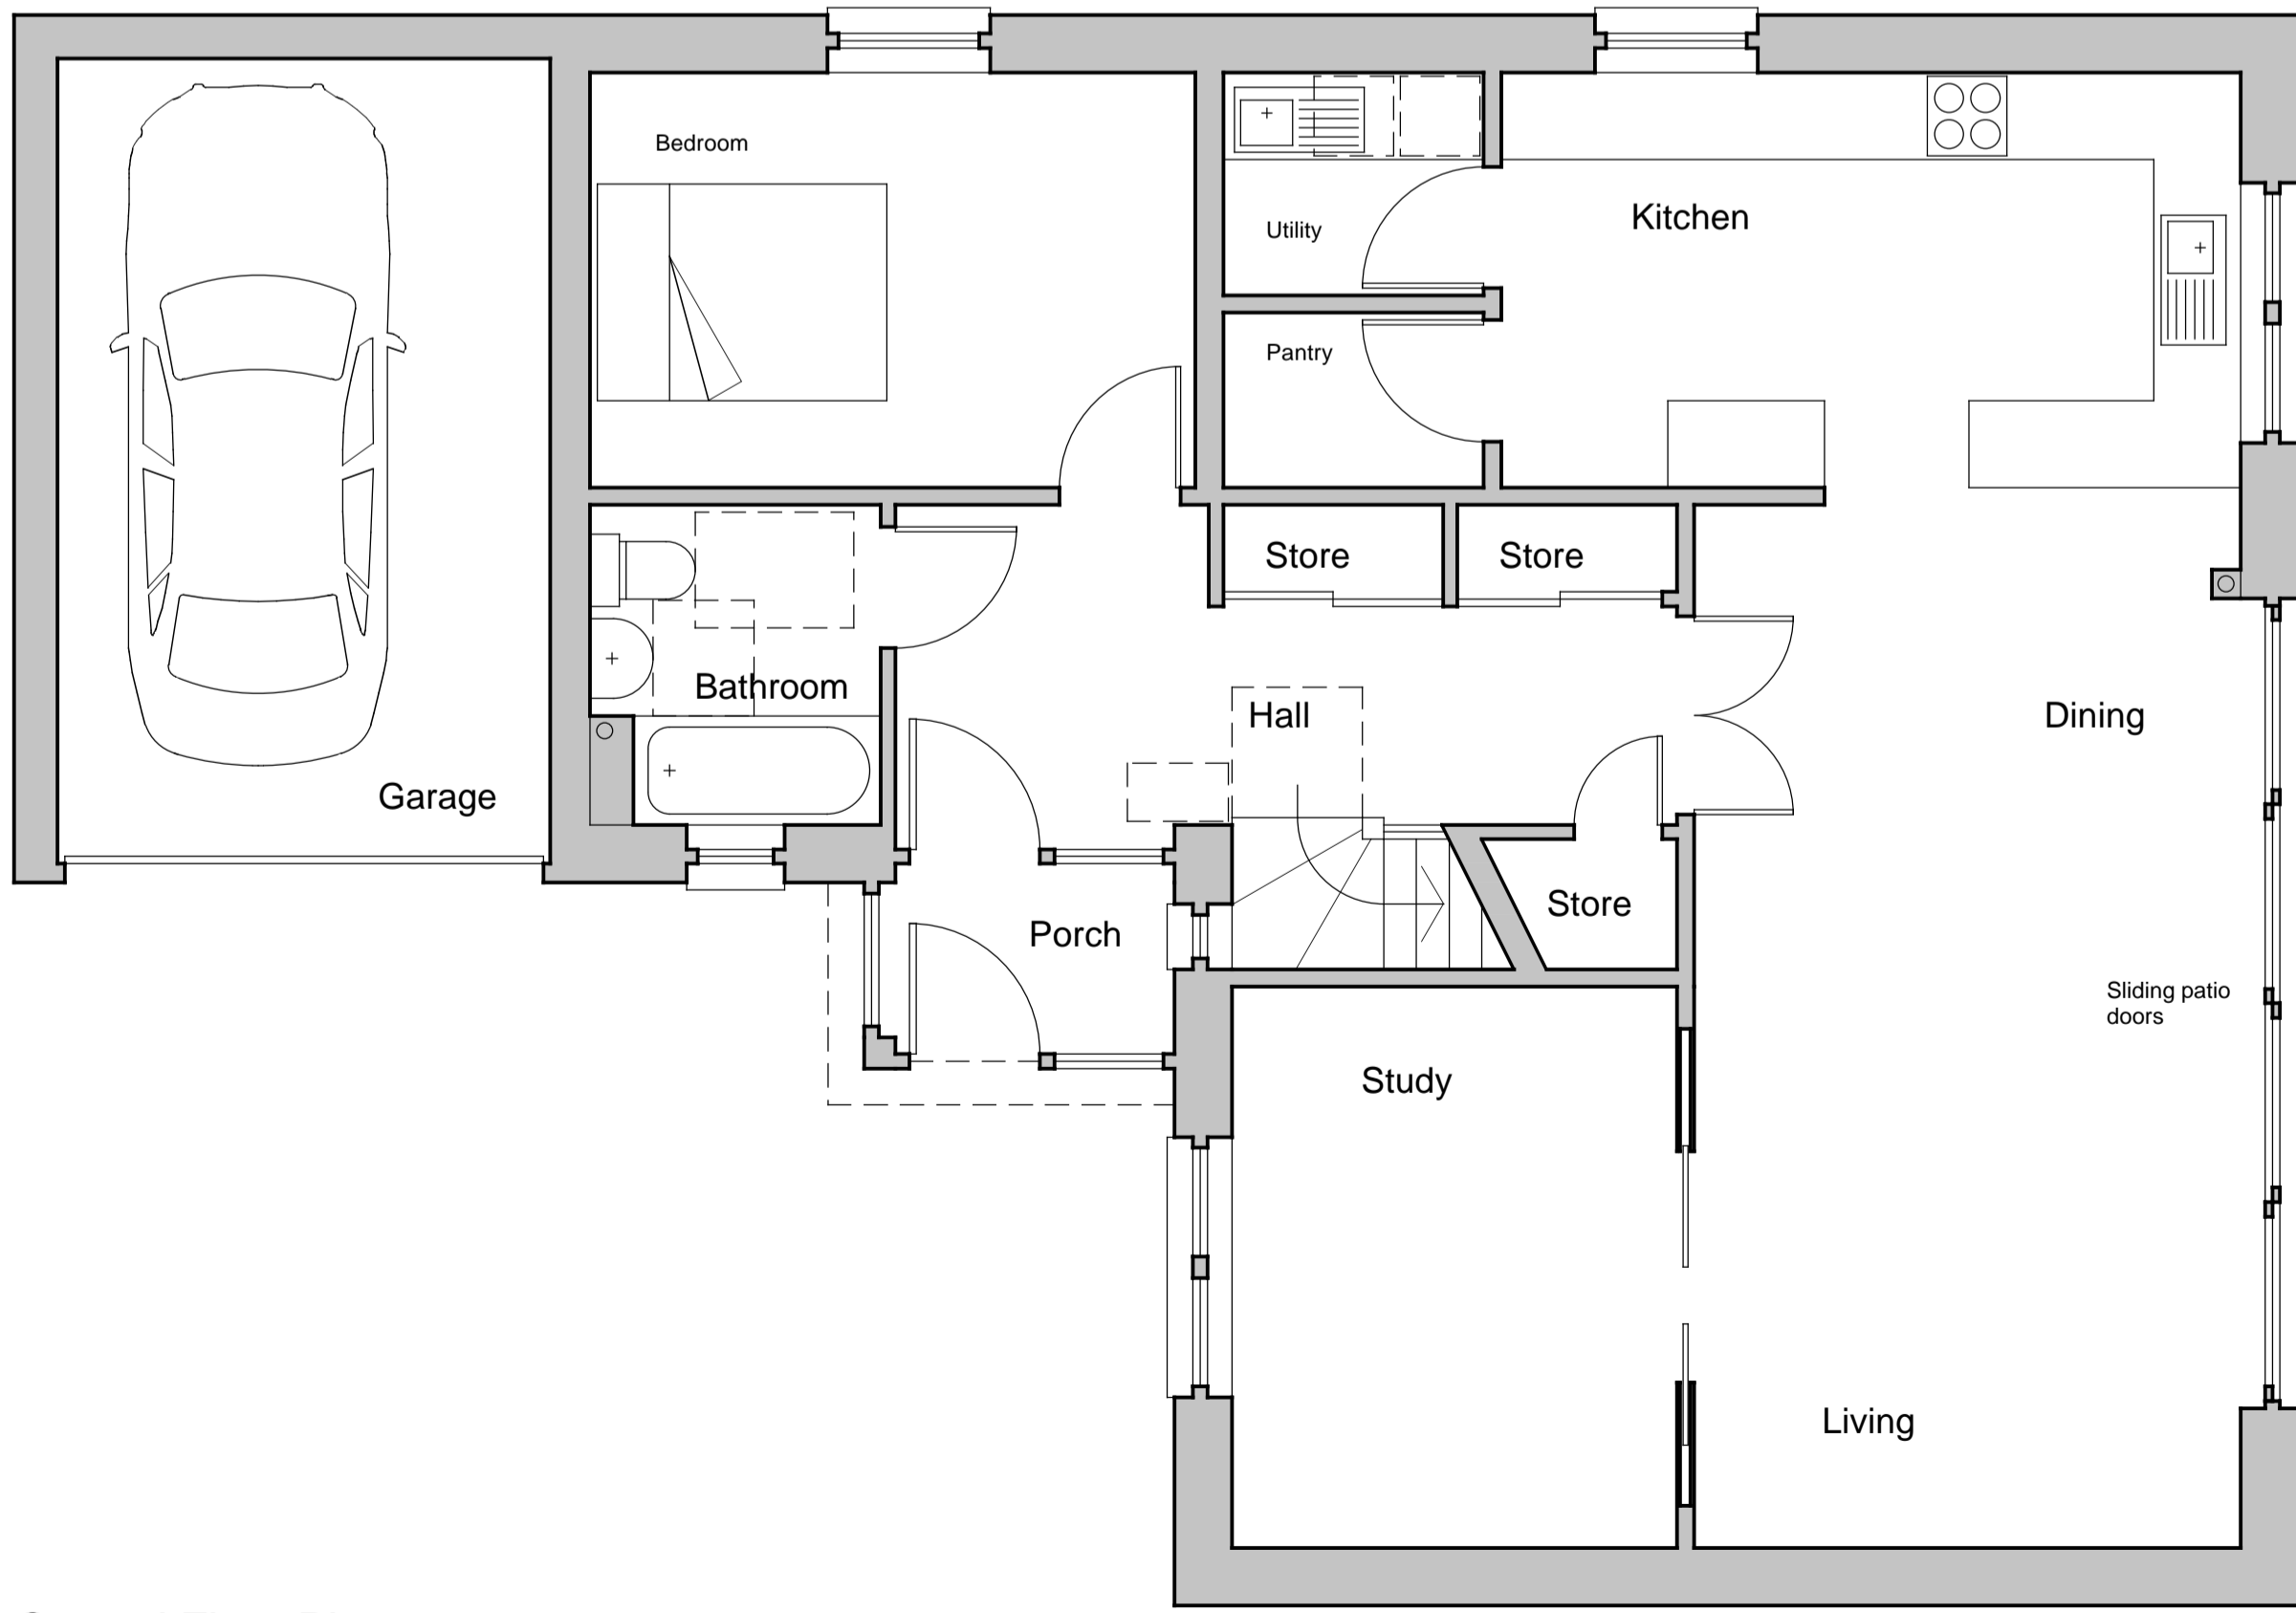 Bedroom
Utility
Kitchen
Pantry
Store
Store
Bathroom
Hall
Dining
Garage
Store
Porch
Sliding patio
doors
Study
Living